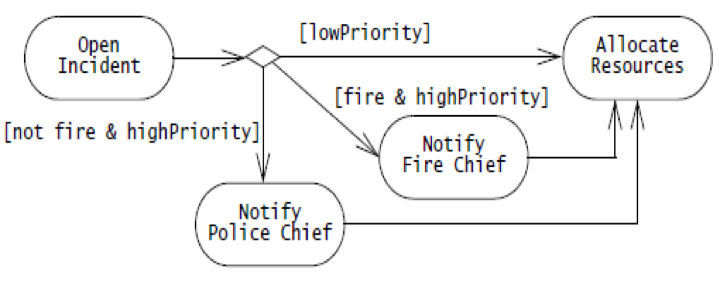 Open
Incident
[lowPriority]
Allocate
Resources
[fire & highPriority]
[not fire & highPriority]
Notify
Fire Chief
Notify
Police Chief